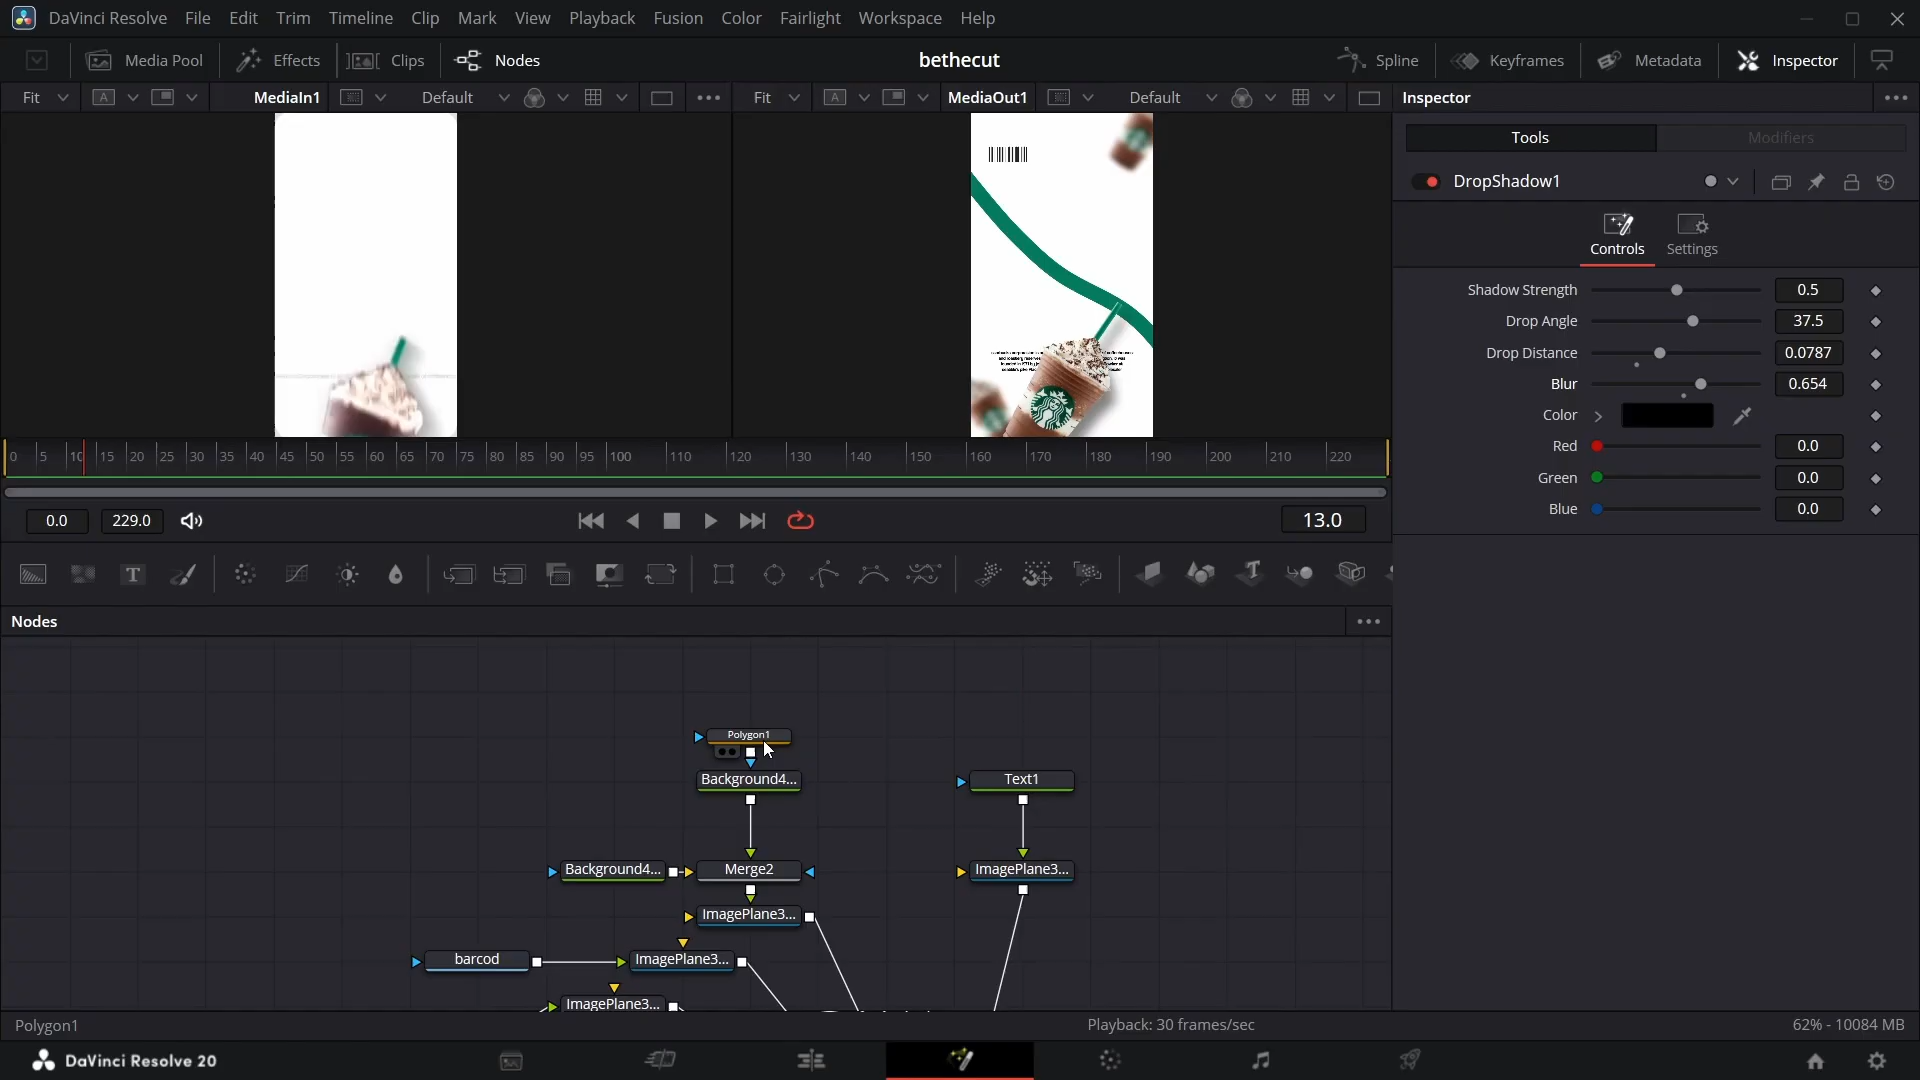 DaVinci Resolve File Edit Trim Timeline Clip Mark View Playback Fusion Color Fairlight Workspace Help
Media Pool Effects Clips Nodes bethecut Spline Keyframes Metadata Inspector
Fit A MediaIn1 Default Fit A MediaOut1 Default Inspector
Tools Modifiers
DropShadow1
Controls Settings
Shadow Strength 0.5
Drop Angle 37.5
Drop Distance 0.0787
Blur 0.654
Color
Red 0.0
Green 0.0
Blue 0.0
0 5 10 15 20 25 30 35 40 45 50 55 60 65 70 75 80 85 90 95 100 110 120 130 140 150 160 170 180 190 200 210 220
0.0 229.0 13.0
T T
Nodes
Polygon1
Background4...
Text1
Background4... Merge2 ImagePlane3...
ImagePlane3...
barcod ImagePlane3...
ImagePlane3...
Polygon1 Playback: 30 frames/sec 62% - 10084 MB
DaVinci Resolve 20